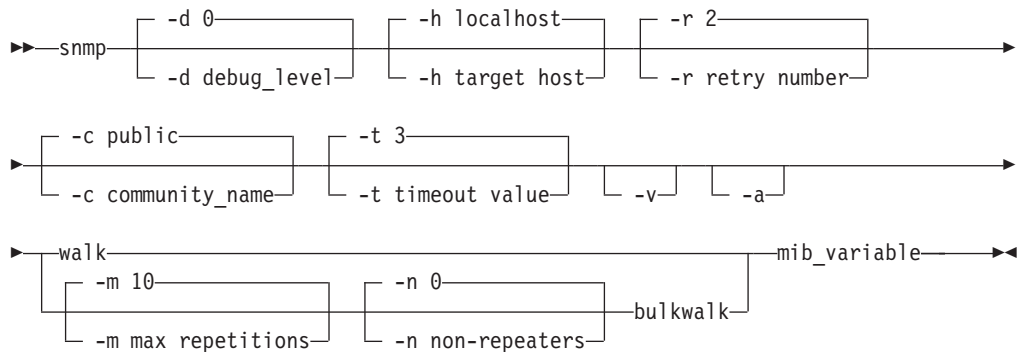 -d 0 -h localhost -r 2
snmp
-d debug_level -h target host -r retry number
-c public -t 3
-c community_name -t timeout value -v -a
walk mib_variable
-m 10 -n 0
bulkwalk
-m max repetitions -n non-repeaters